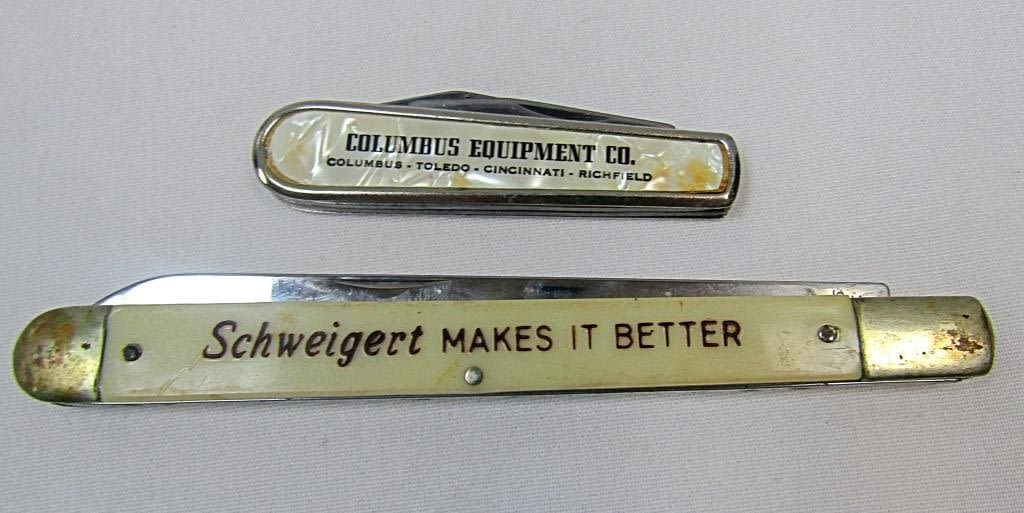 COLUMBUS EQUIPMENT CO.
COLUMBUS - TOLEDO - CINCINNATI - RICHFIELD
Schweigert MAKES IT BETTER